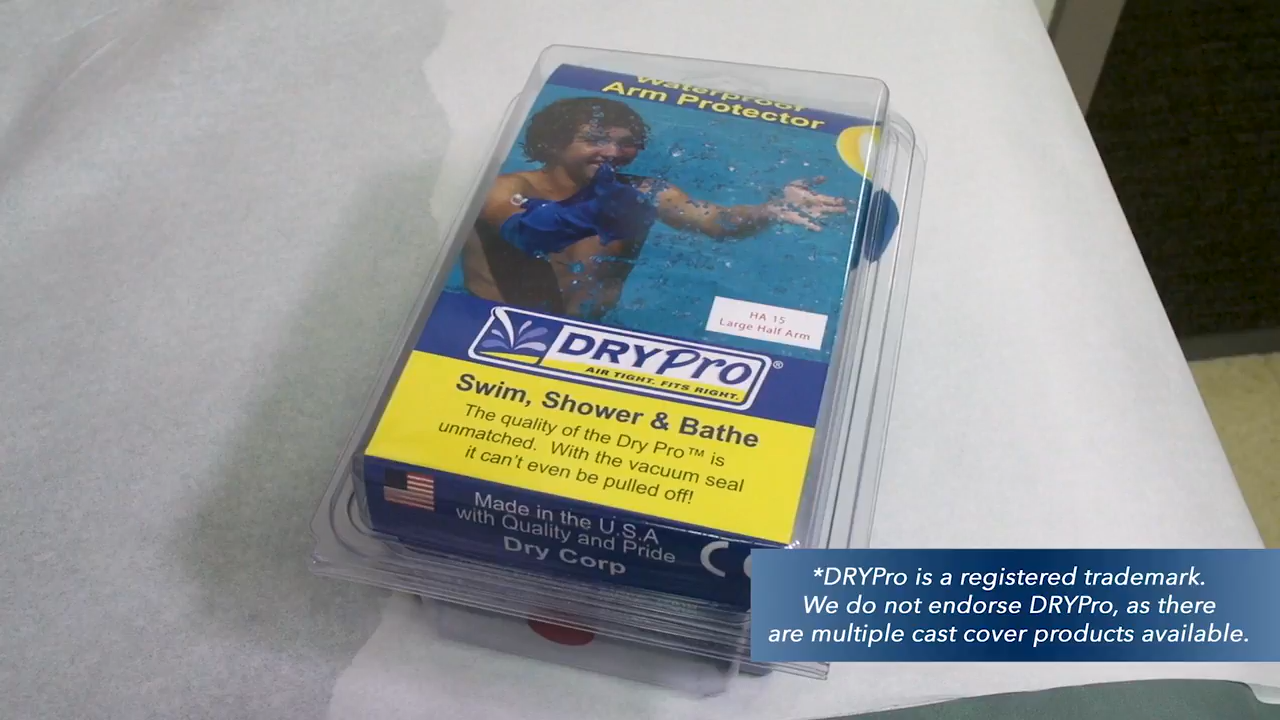 Waterproof
Arm Protector
HA 15
Large Half Arm
DRYPro®
AIR TIGHT. FITS RIGHT.
Swim, Shower & Bathe
The quality of the Dry Pro™ is
unmatched. With the vacuum seal
it can't even be pulled off!
Made in the U.S.A
with Quality and Pride
Dry Corp
*DRYPro is a registered trademark.
We do not endorse DRYPro, as there
are multiple cast cover products available.